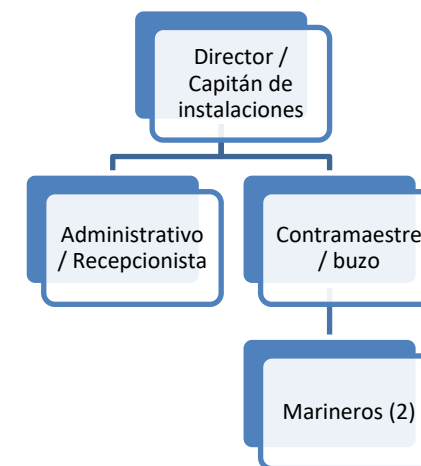 Director /
Capitán de
instalaciones
Administrativo
/ Recepcionista
Contramaestre
/ buzo
Marineros (2)